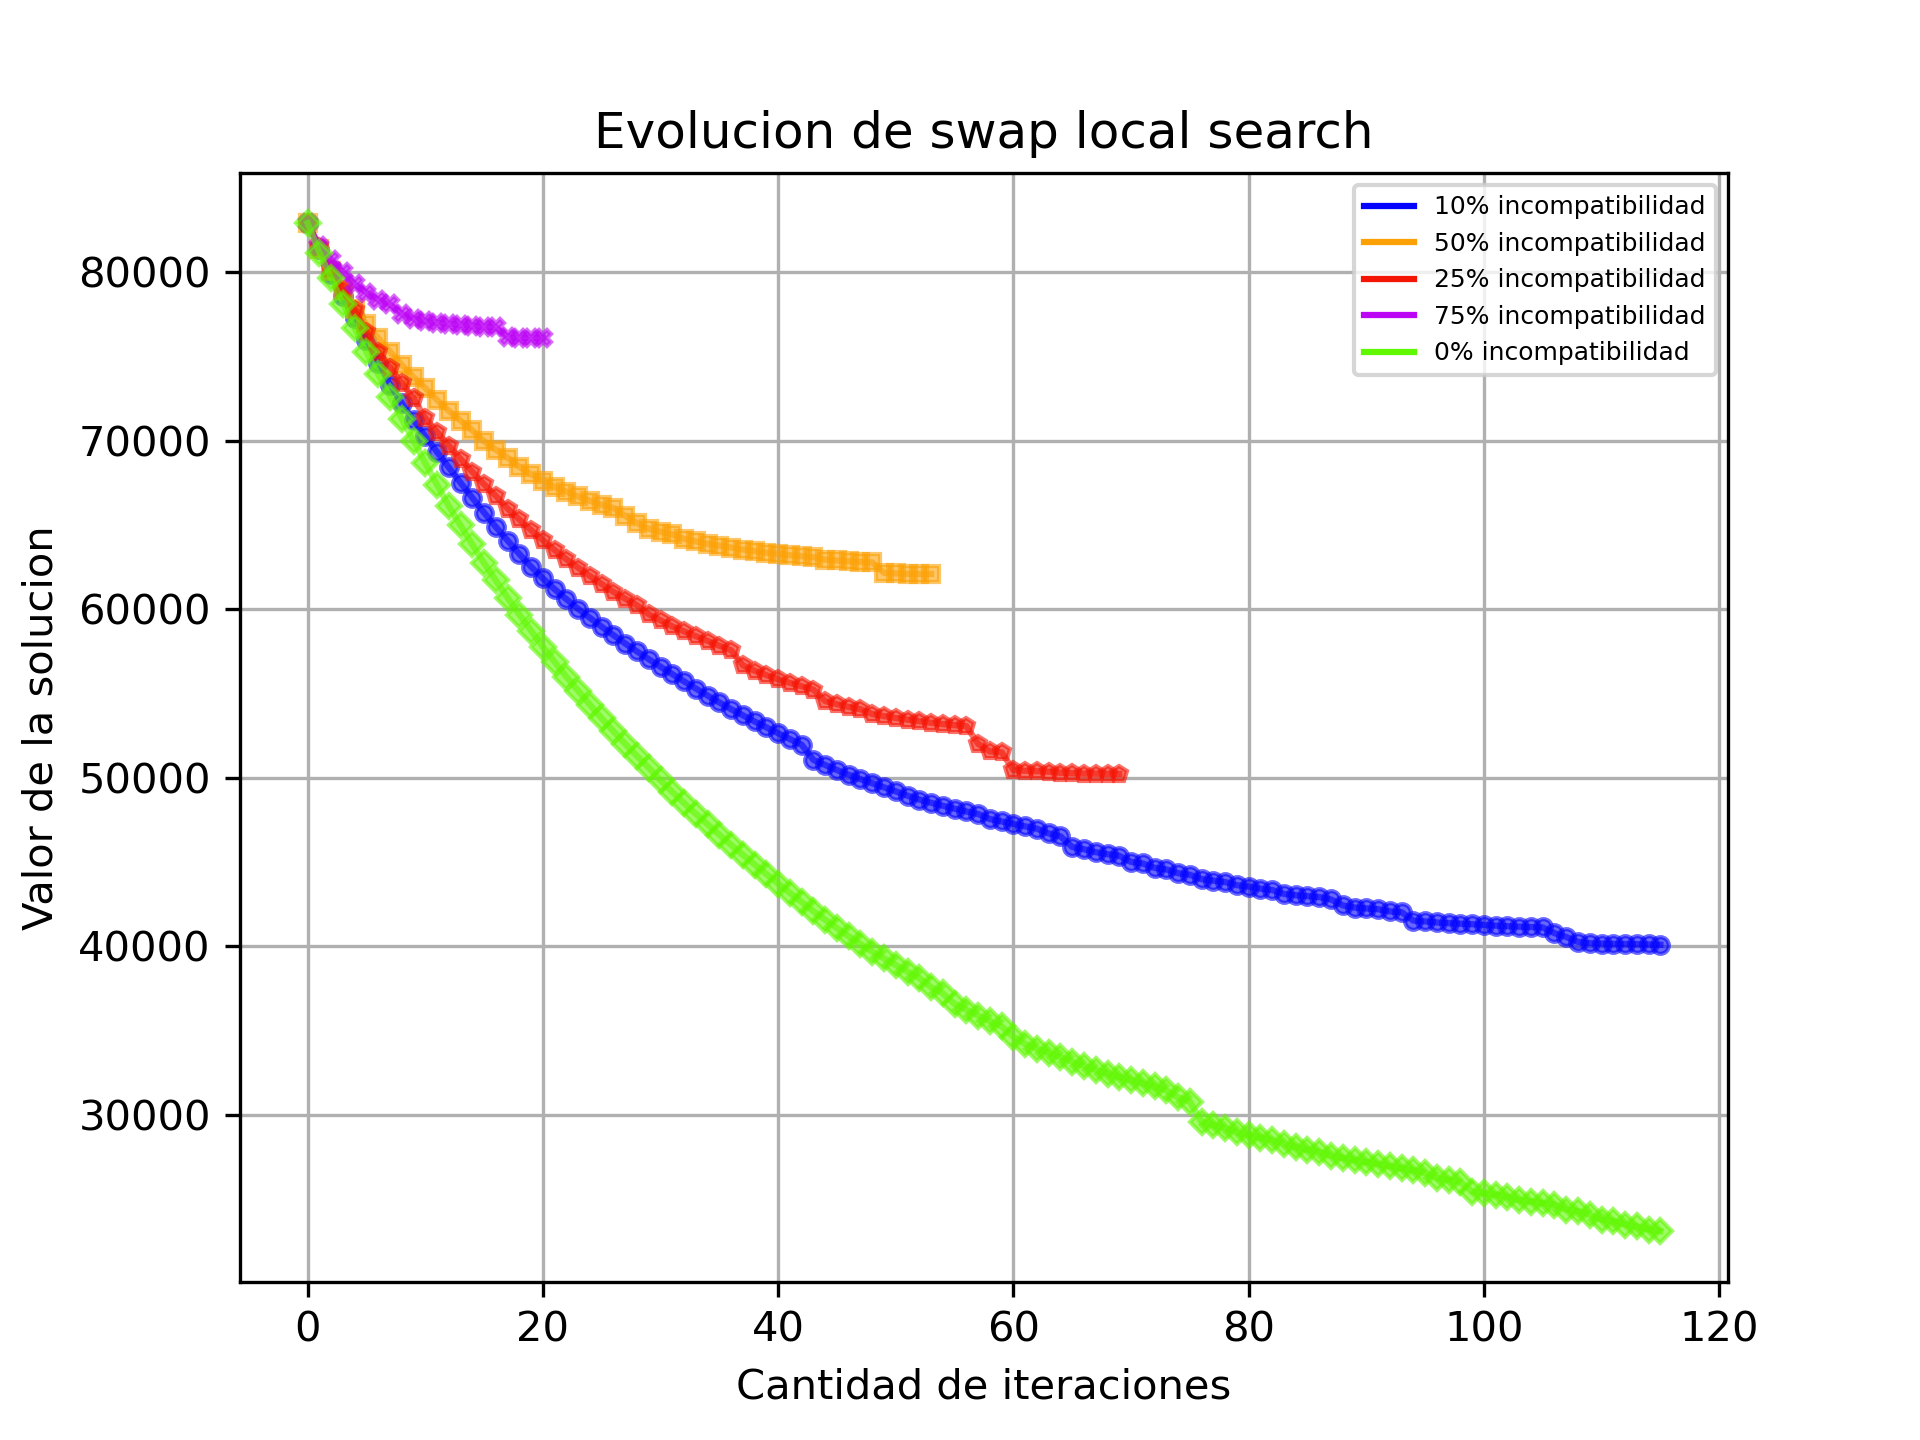 Evolucion de swap local search
10% incompatibilidad
50% incompatibilidad
25% incompatibilidad
75% incompatibilidad
0% incompatibilidad
Valor de la solucion
80000
70000
60000
50000
40000
30000
0 20 40 60 80 100 120
Cantidad de iteraciones